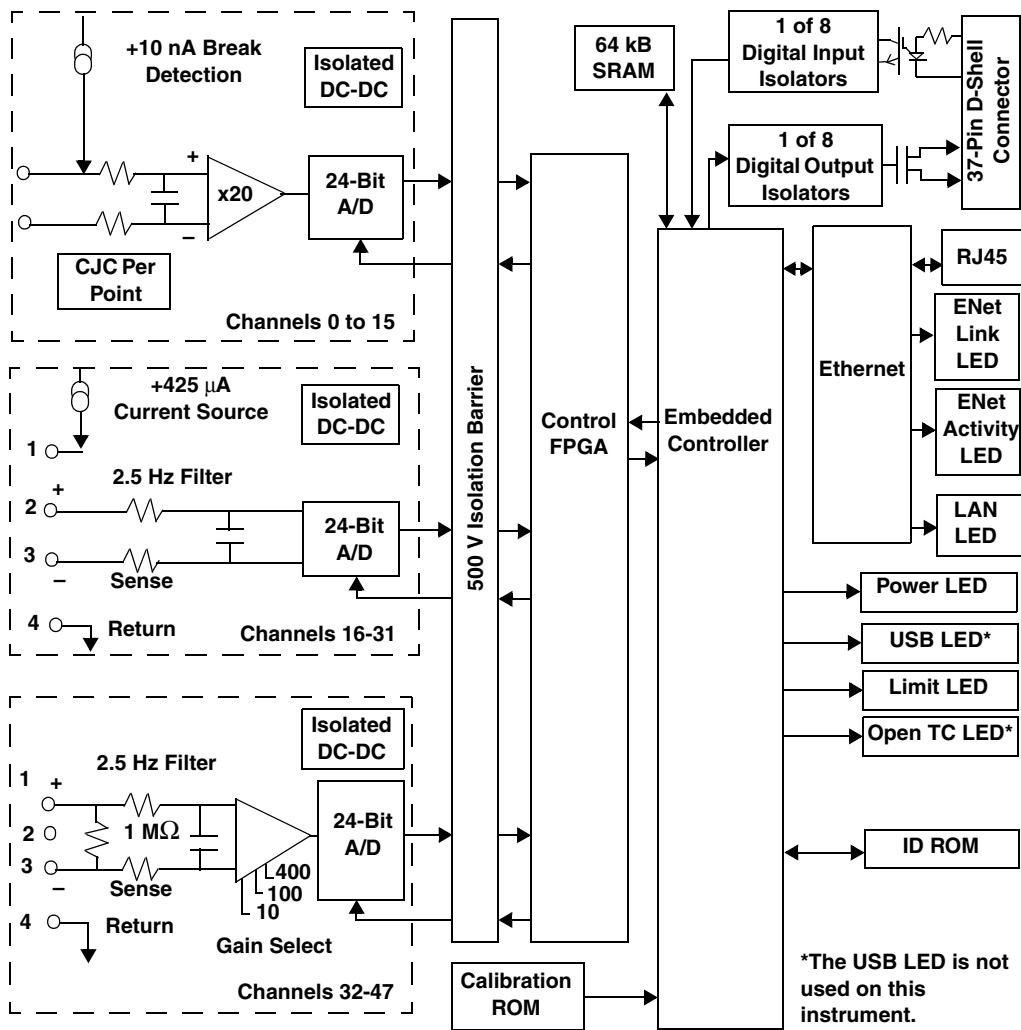 +10 nA Break
Detection
Isolated
DC-DC
+
x20
–
24-Bit
A/D
CJC Per
Point
Channels 0 to 15
+425 μA
Current Source
Isolated
DC-DC
1
2.5 Hz Filter
2 +
3
–
Sense
24-Bit
A/D
4
Return
Channels 16-31
Isolated
DC-DC
2.5 Hz Filter
1 +
2
1 MΩ
3
–
Sense
24-Bit
A/D
400
100
10
4
Return
Gain Select
Channels 32-47
500 V Isolation Barrier
Control
FPGA
64 kB
SRAM
Embedded
Controller
Calibration
ROM
1 of 8
Digital Input
Isolators
1 of 8
Digital Output
Isolators
37-Pin D-Shell
Connector
Ethernet
RJ45
ENet
Link
LED
ENet
Activity
LED
LAN
LED
Power LED
USB LED*
Limit LED
Open TC LED*
ID ROM
*The USB LED is not
used on this
instrument.